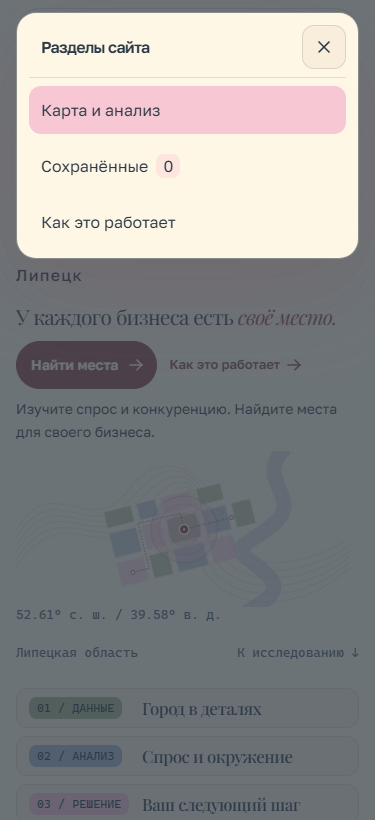 Разделы сайта
Карта и анализ
Сохранённые 0
Как это работает
Липецк
У каждого бизнеса есть своё место.
Найти места → Как это работает →
Изучите спрос и конкуренцию. Найдите места
для своего бизнеса.
52.61° с. ш. / 39.58° в. д.
Липецкая область К исследованию ↓
01 / ДАННЫЕ Город в деталях
02 / АНАЛИЗ Спрос и окружение
03 / РЕШЕНИЕ Ваш следующий шаг